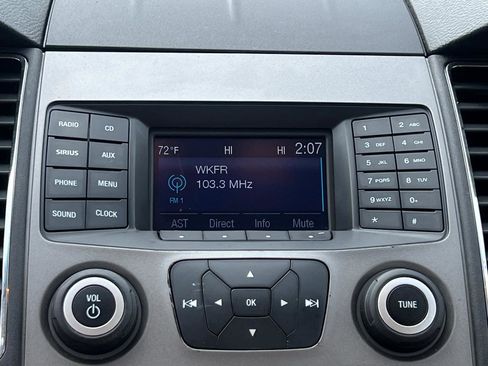 RADIO CD
SIRIUS AUX
PHONE MENU
SOUND CLOCK
72°F HI HI 2:07
WKFR
103.3 MHz
FM 1
AST Direct Info Mute
1 2 ABC
3 DEF 4 GHI
5 JKL 6 MNO
7 PQRS 8 TUV
9 WXYZ 0+
* #
VOL
OK
TUNE